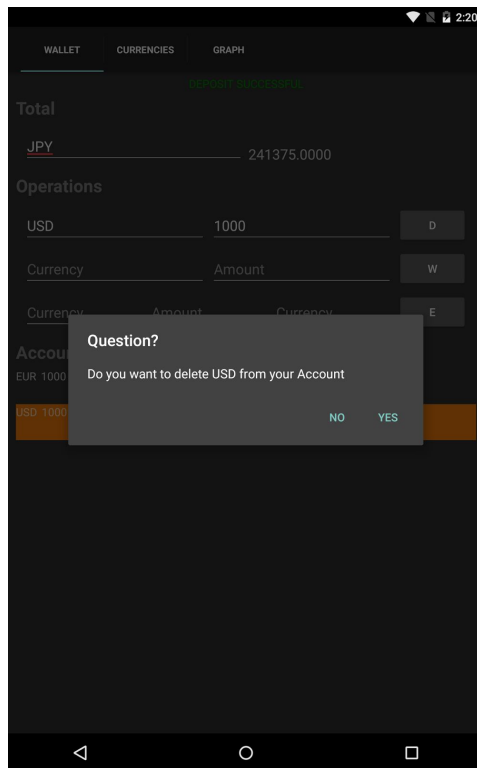 2:20
WALLET CURRENCIES GRAPH
DEPOSIT SUCCESSFUL
Total
JPY 241375.0000
Operations
USD 1000 D
Currency Amount W
Currency Amount Currency E
Question?
Accou
Do you want to delete USD from your Account
EUR 1000
NO YES
USD 1000